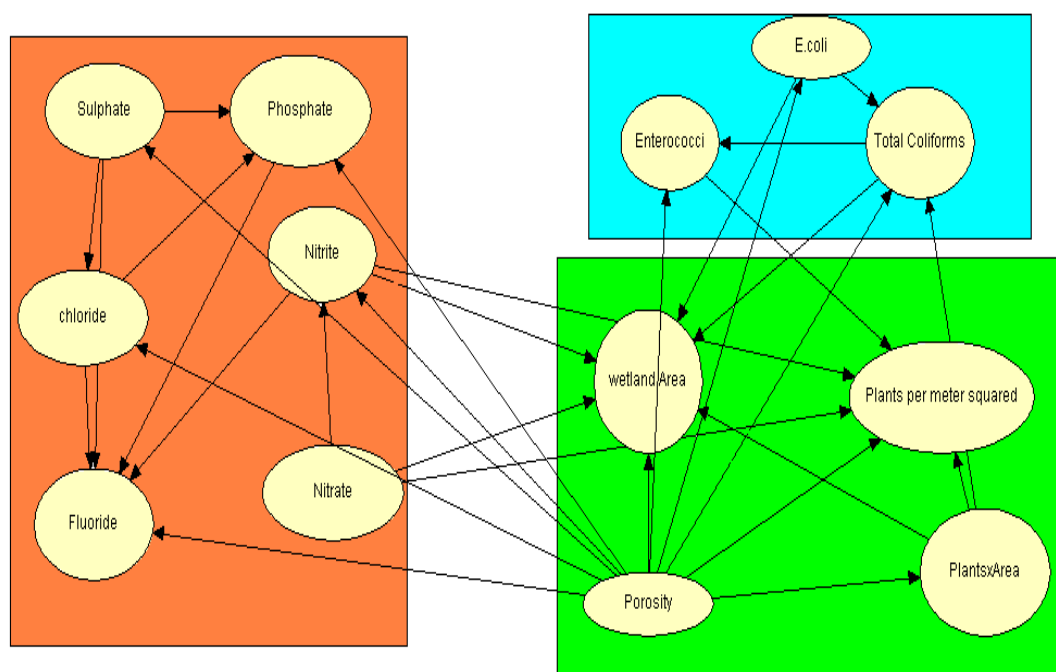 E.coli
Sulphate
Phosphate
Enterococci
Total Coliforms
Nitrite
chloride
wetland Area
Plants per meter squared
Nitrate
Fluoride
PlantsxArea
Porosity